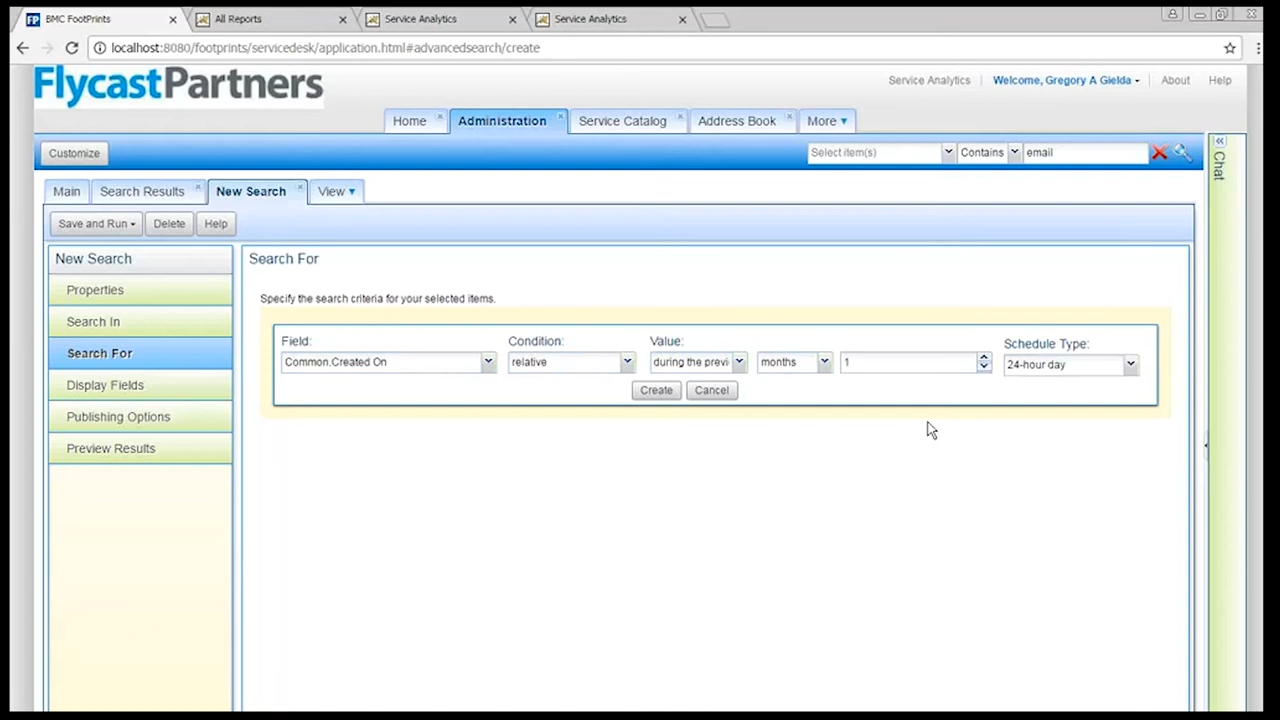 BMC FootPrints
All Reports
Service Analytics
Service Analytics
localhost:8080/footprints/servicedesk/application.html#advancedsearch/create
FlycastPartners
Service Analytics
Welcome, Gregory A Gielda
About
Help
Home
Administration
Service Catalog
Address Book
More
Customize
Select item(s)
Contains
email
Chat
Main
Search Results
New Search
View
Save and Run
Delete
Help
New Search
Properties
Search In
Search For
Display Fields
Publishing Options
Preview Results
Search For
Specify the search criteria for your selected items.
Field:
Condition:
Value:
Schedule Type:
Common.Created On
relative
during the previ
months
1
24-hour day
Create
Cancel